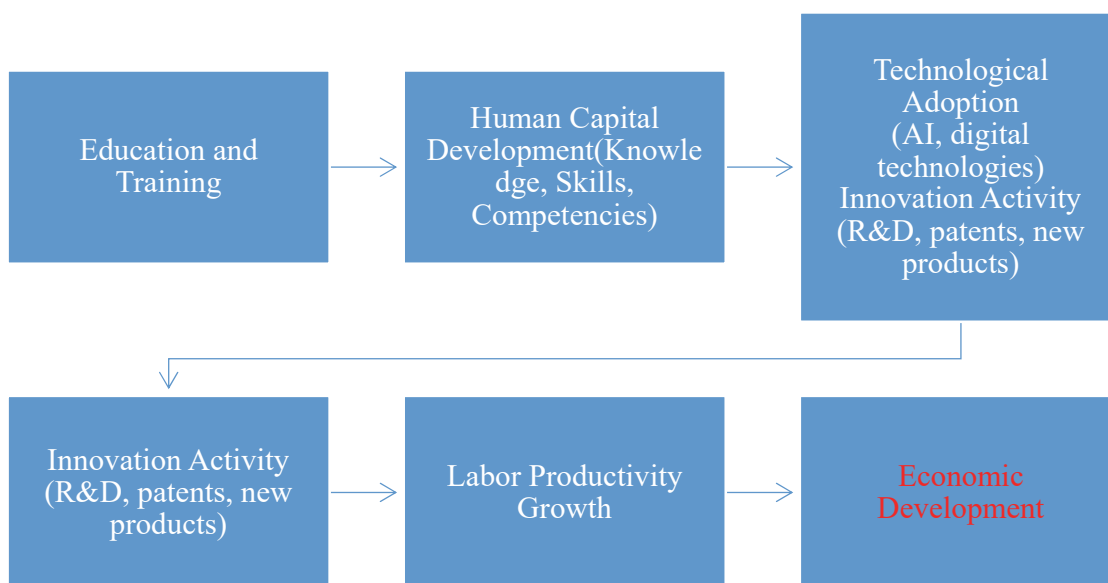 Education and
Training
Human Capital
Development(Knowle
dge, Skills,
Competencies)
Technological
Adoption
(AI, digital
technologies)
Innovation Activity
(R&D, patents, new
products)
Innovation Activity
(R&D, patents, new
products)
Labor Productivity
Growth
Economic
Development